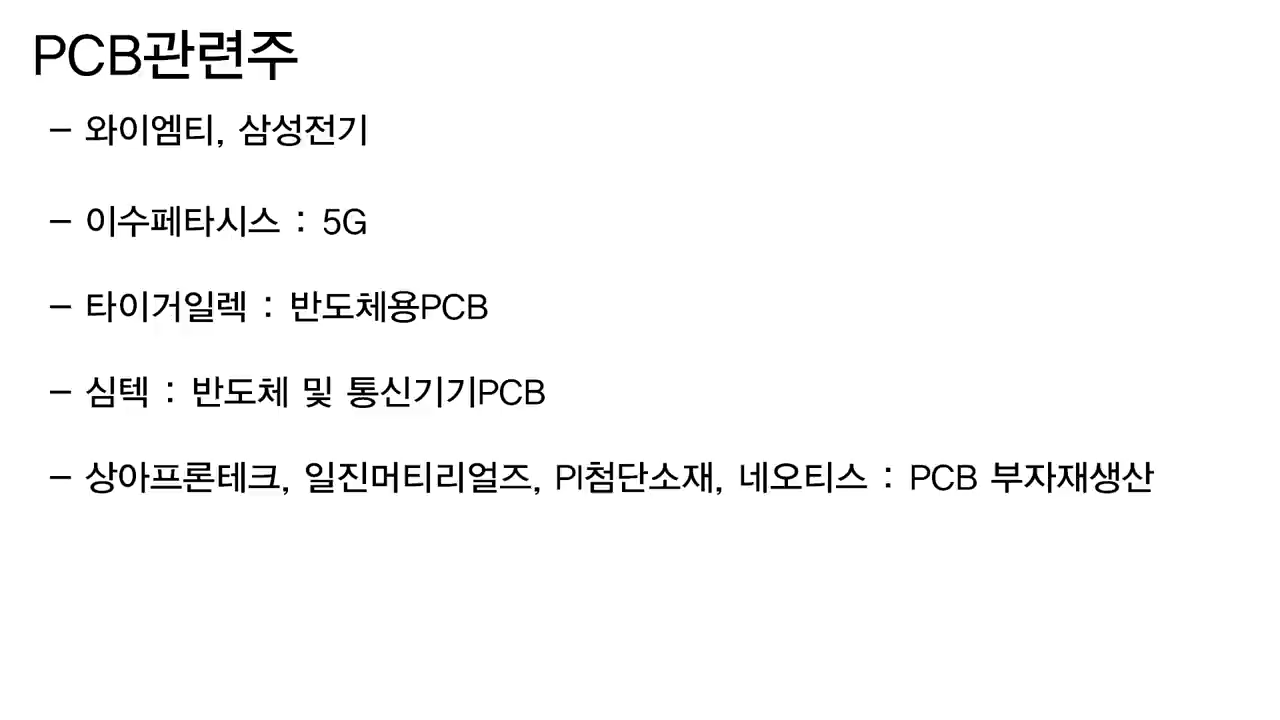 PCB관련주
– 와이엠티, 삼성전기
– 이수페타시스 : 5G
– 타이거일렉 : 반도체용PCB
– 심텍 : 반도체 및 통신기기PCB
– 상아프론테크, 일진머티리얼즈, PI첨단소재, 네오티스 : PCB 부자재생산